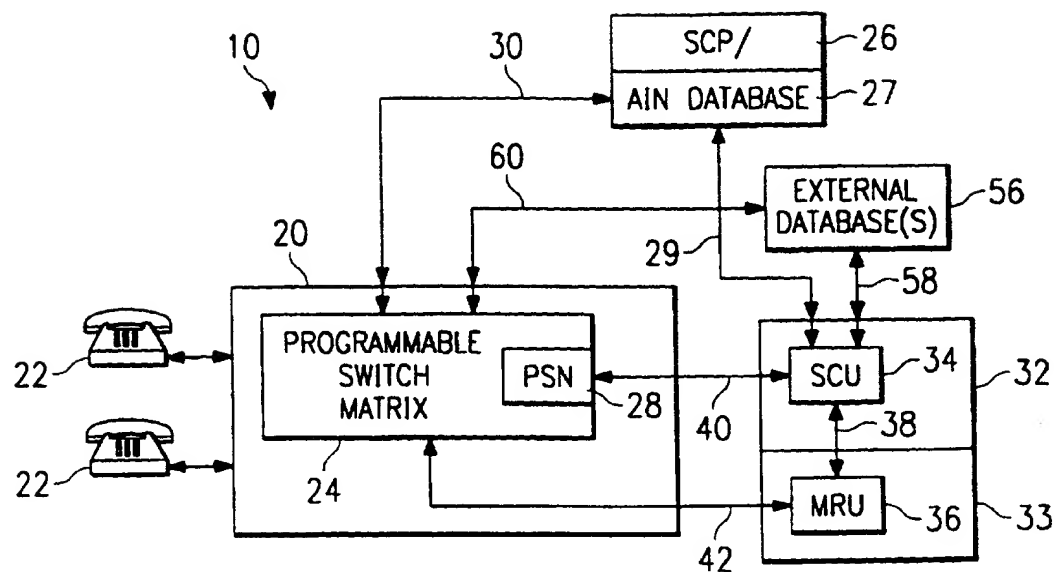 10
30
SCP/
26
AIN DATABASE
27
60
EXTERNAL
DATABASE(S)
56
29
20
58
22
PROGRAMMABLE
SWITCH
MATRIX
PSN
28
SCU
34
32
40
38
22
24
MRU
36
33
42